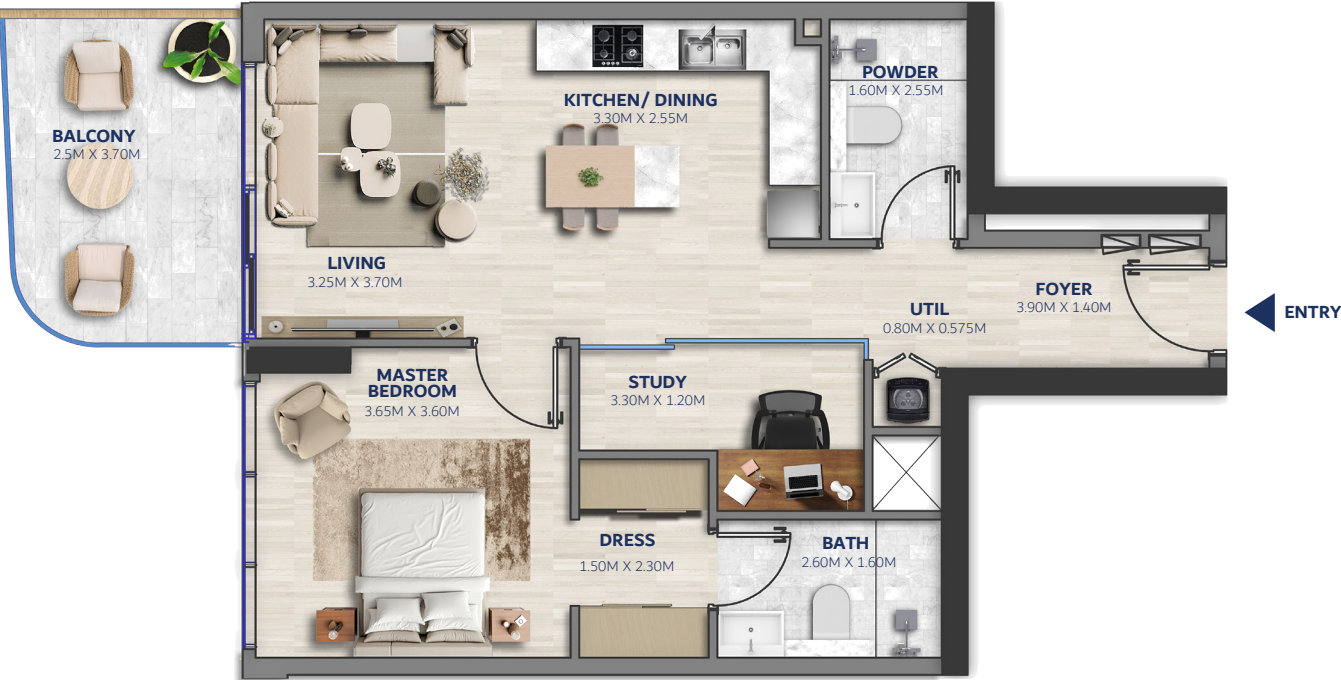 POWDER
1.60M X 2.55M
KITCHEN/ DINING
3.30M X 2.55M
BALCONY
2.5M X 3.70M
LIVING
3.25M X 3.70M
FOYER
3.90M X 1.40M
UTIL
0.80M X 0.575M
ENTRY
MASTER
BEDROOM
3.65M X 3.60M
STUDY
3.30M X 1.20M
DRESS
1.50M X 2.30M
BATH
2.60M X 1.60M